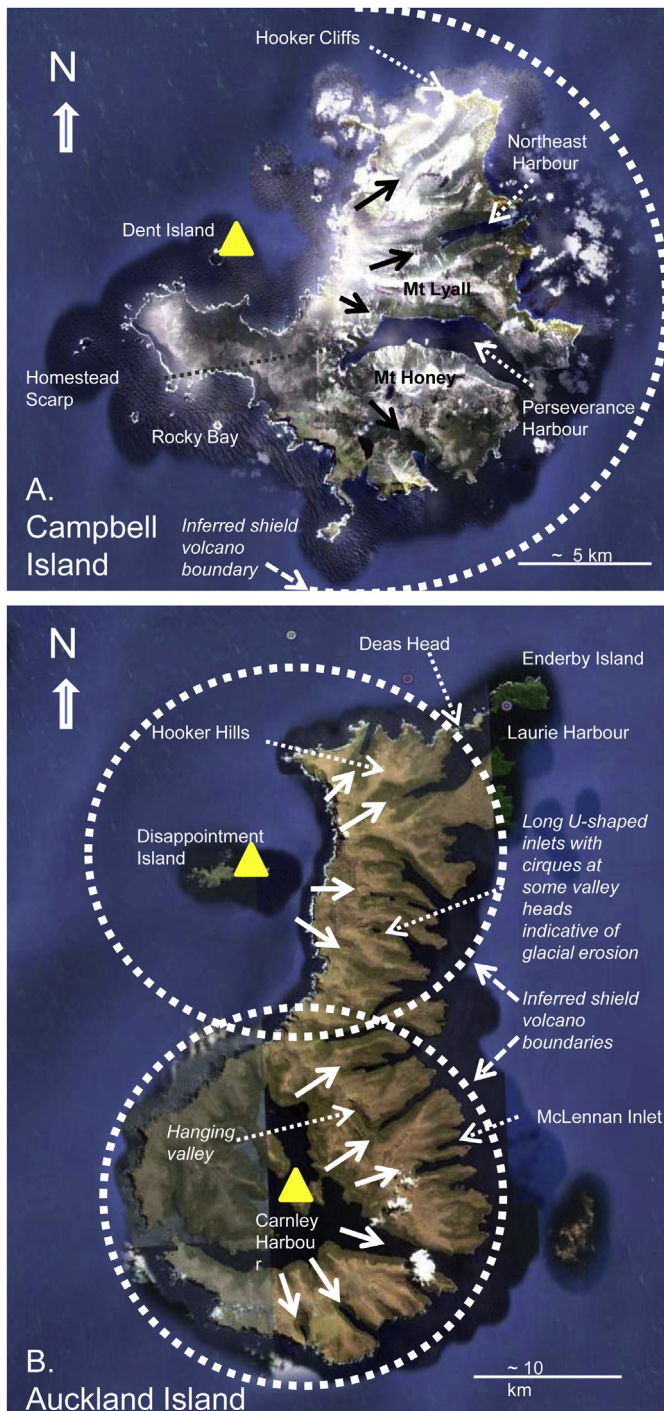 Hooker Cliffs
N
Northeast
Harbour
Dent Island
Mt Lyall
Homestead
Scarp
Mt Honey
Rocky Bay
Perseverance
Harbour
A.
Campbell
Island
Inferred shield
volcano
boundary
~ 5 km
N
Deas Head
Enderby Island
Hooker Hills
Laurie Harbour
Disappointment
Island
Long U-shaped
inlets with
cirques at
some valley
heads
indicative of
glacial erosion
Inferred shield
volcano
boundaries
Hanging
valley
McLennan Inlet
Carnley
Harbou
r
B.
Auckland Island
~ 10
km